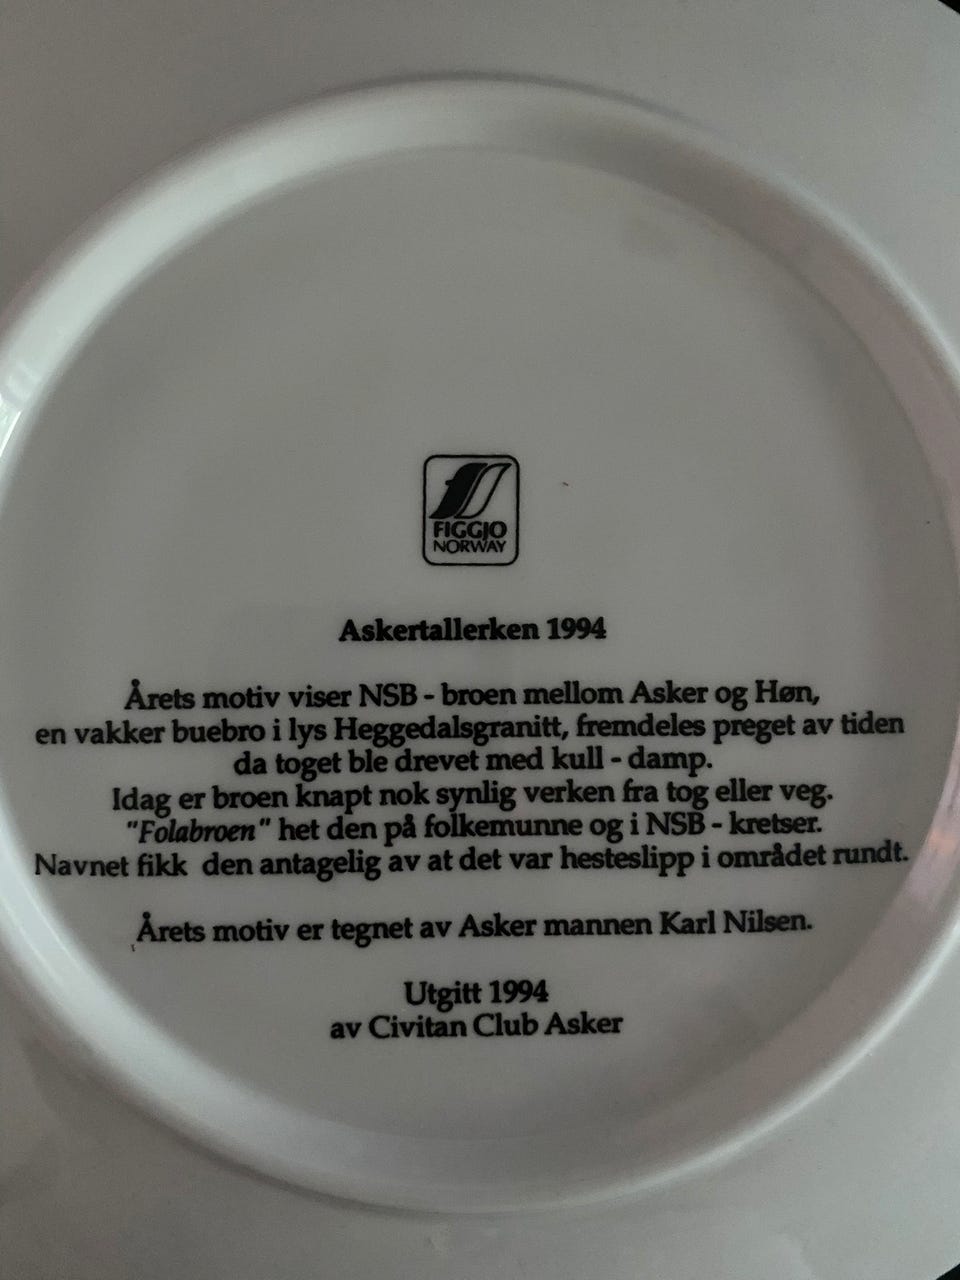 FIGGJO
NORWAY
Askertallerken 1994
Årets motiv viser NSB - broen mellom Asker og Høn,
en vakker buebro i lys Heggedalsgranitt, fremdeles preget av tiden
da toget ble drevet med kull - damp.
Idag er broen knapt nok synlig verken fra tog eller veg.
"Folabroen" het den på folkemunne og i NSB - kretser.
Navnet fikk den antagelig av at det var hesteslipp i området rundt.
Årets motiv er tegnet av Asker mannen Karl Nilsen.
Utgitt 1994
av Civitan Club Asker